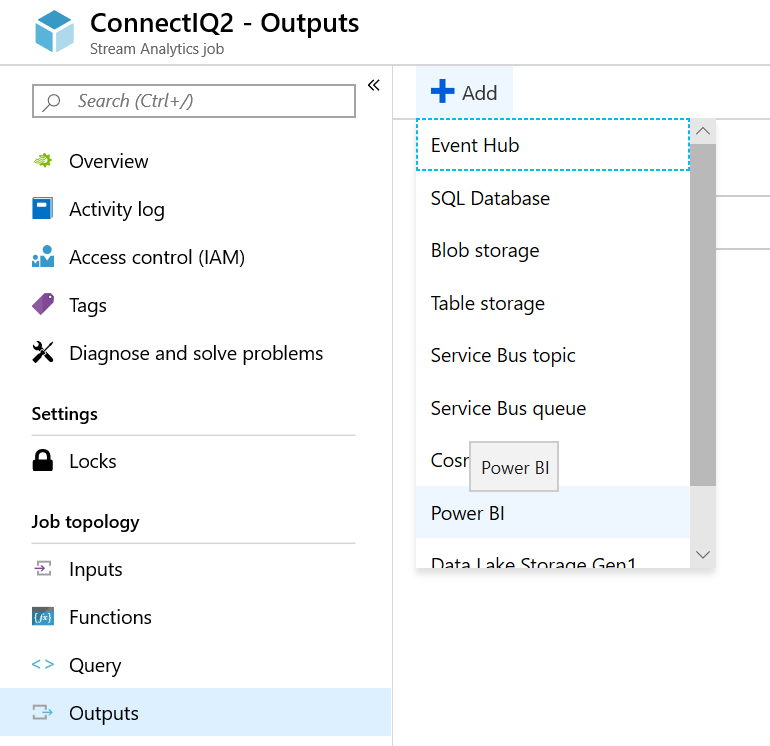 ConnectIQ2 - Outputs
Stream Analytics job
Search (Ctrl+/)
«
Overview
Activity log
Access control (IAM)
Tags
Diagnose and solve problems
Settings
Locks
Job topology
Inputs
Functions
<> Query
Outputs
+ Add
Event Hub
SQL Database
Blob storage
Table storage
Service Bus topic
Service Bus queue
Cosr
Power BI
Power BI
Data Lake Storage Gen1